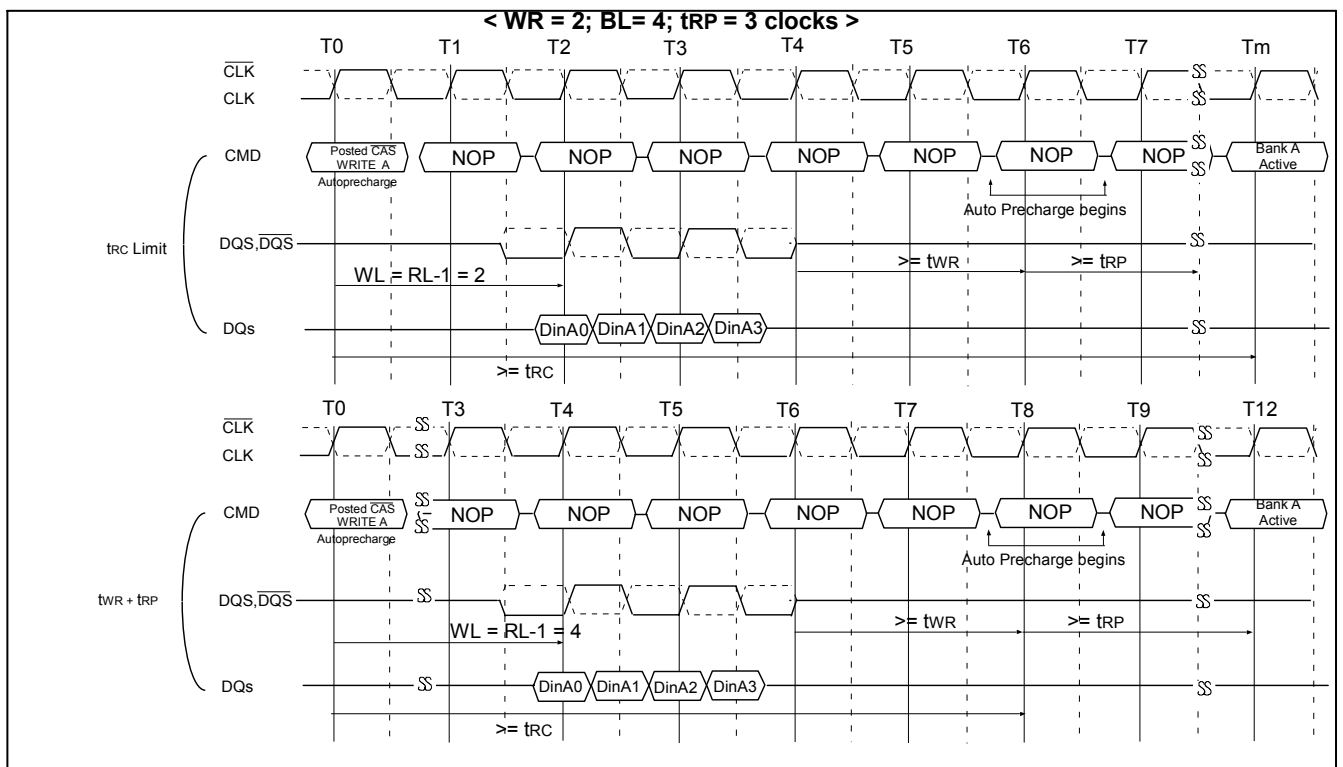 < WR = 2; BL= 4; tRP = 3 clocks >
T0 T1 T2 T3 T4 T5 T6 T7 Tm
CLK
CLK
CMD
Posted CAS
WRITE A
Autoprecharge
NOP NOP NOP NOP NOP NOP NOP
Bank A
Active
Auto Precharge begins
tRC Limit
DQS,DQS
>= tWR >= tRP
WL = RL-1 = 2
DQs
DinA0 DinA1 DinA2 DinA3
>= tRC
T0 T3 T4 T5 T6 T7 T8 T9 T12
CLK
CLK
CMD
Posted CAS
WRITE A
Autoprecharge
NOP NOP NOP NOP NOP NOP NOP
Bank A
Active
Auto Precharge begins
tWR + tRP
DQS,DQS
>= tWR >= tRP
WL = RL-1 = 4
DQs
DinA0 DinA1 DinA2 DinA3
>= tRC